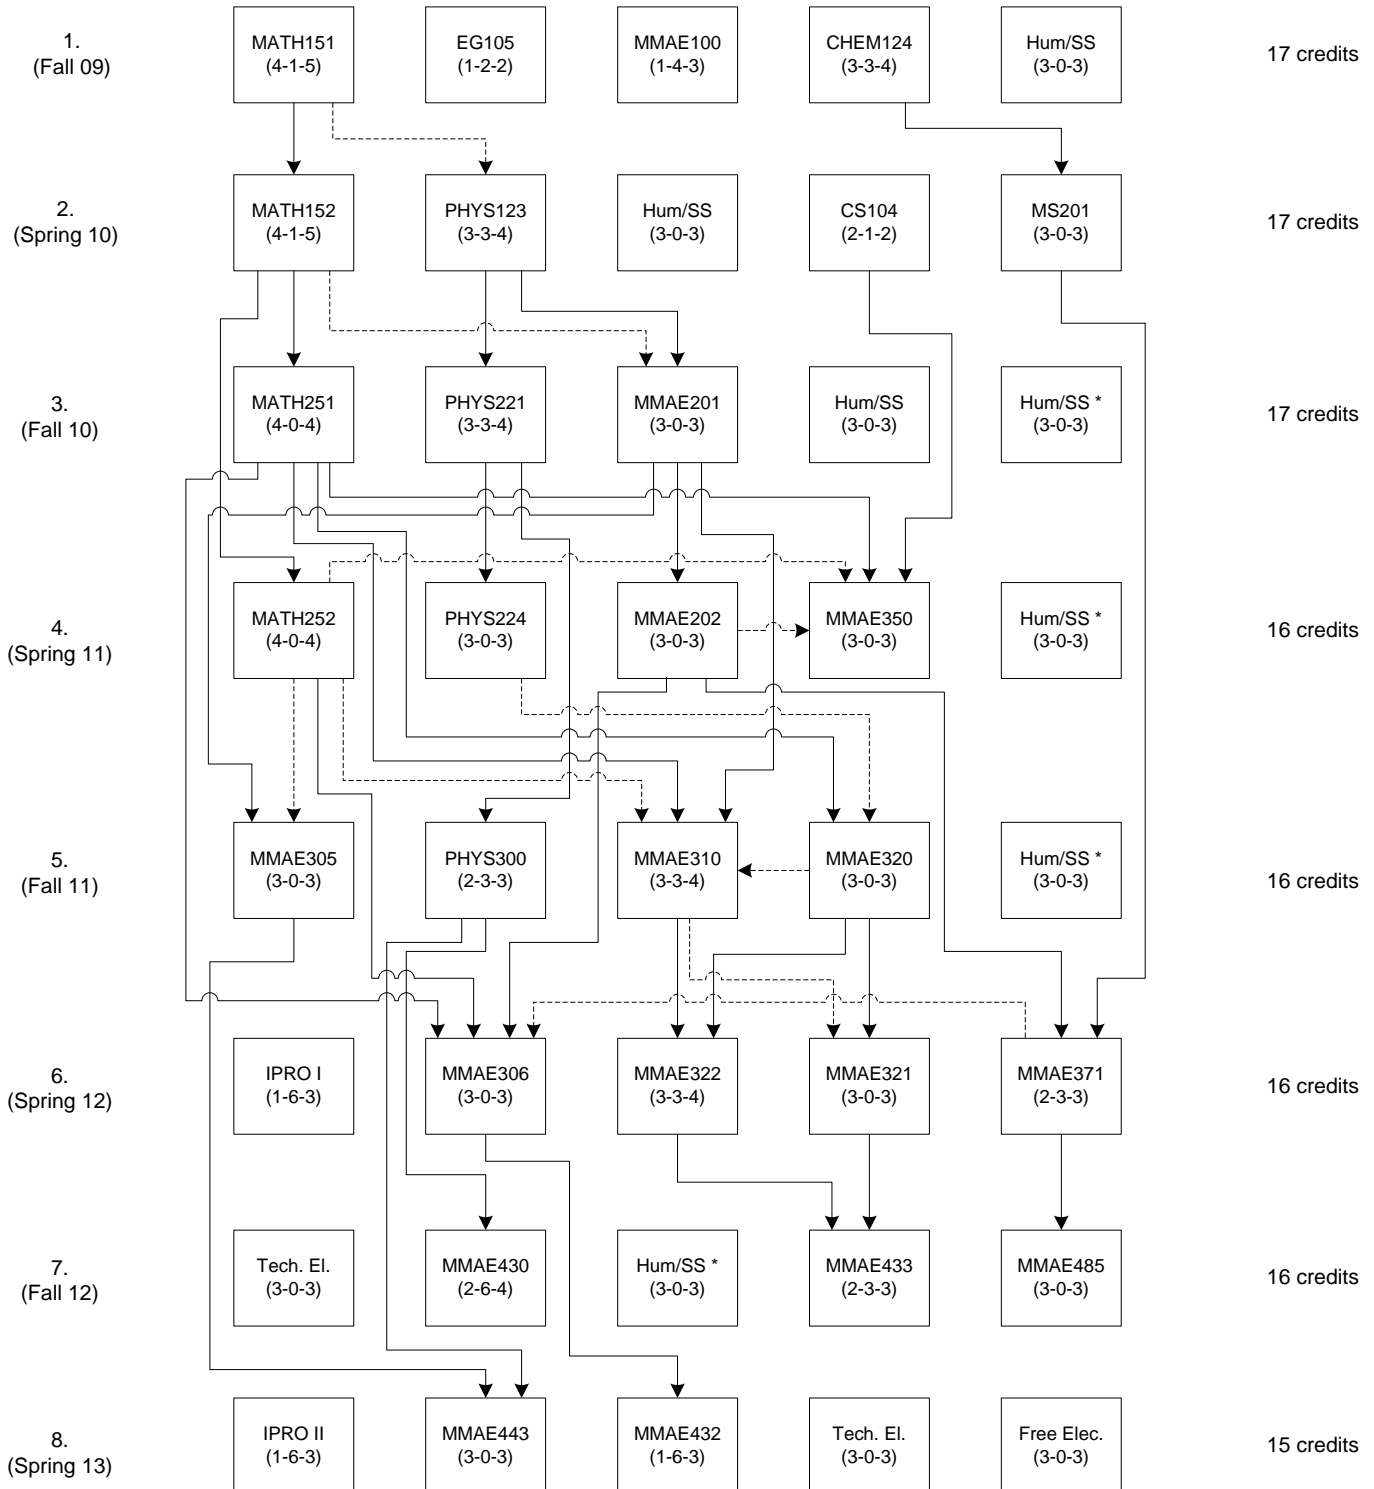 1.
(Fall 09)
MATH151
(4-1-5)
EG105
(1-2-2)
MMAE100
(1-4-3)
CHEM124
(3-3-4)
Hum/SS
(3-0-3)
17 credits
2.
(Spring 10)
MATH152
(4-1-5)
PHYS123
(3-3-4)
Hum/SS
(3-0-3)
CS104
(2-1-2)
MS201
(3-0-3)
17 credits
3.
(Fall 10)
MATH251
(4-0-4)
PHYS221
(3-3-4)
MMAE201
(3-0-3)
Hum/SS
(3-0-3)
Hum/SS *
(3-0-3)
17 credits
4.
(Spring 11)
MATH252
(4-0-4)
PHYS224
(3-0-3)
MMAE202
(3-0-3)
MMAE350
(3-0-3)
Hum/SS *
(3-0-3)
16 credits
5.
(Fall 11)
MMAE305
(3-0-3)
PHYS300
(2-3-3)
MMAE310
(3-3-4)
MMAE320
(3-0-3)
Hum/SS *
(3-0-3)
16 credits
6.
(Spring 12)
IPRO I
(1-6-3)
MMAE306
(3-0-3)
MMAE322
(3-3-4)
MMAE321
(3-0-3)
MMAE371
(2-3-3)
16 credits
7.
(Fall 12)
Tech. El.
(3-0-3)
MMAE430
(2-6-4)
Hum/SS *
(3-0-3)
MMAE433
(2-3-3)
MMAE485
(3-0-3)
16 credits
8.
(Spring 13)
IPRO II
(1-6-3)
MMAE443
(3-0-3)
MMAE432
(1-6-3)
Tech. El.
(3-0-3)
Free Elec.
(3-0-3)
15 credits